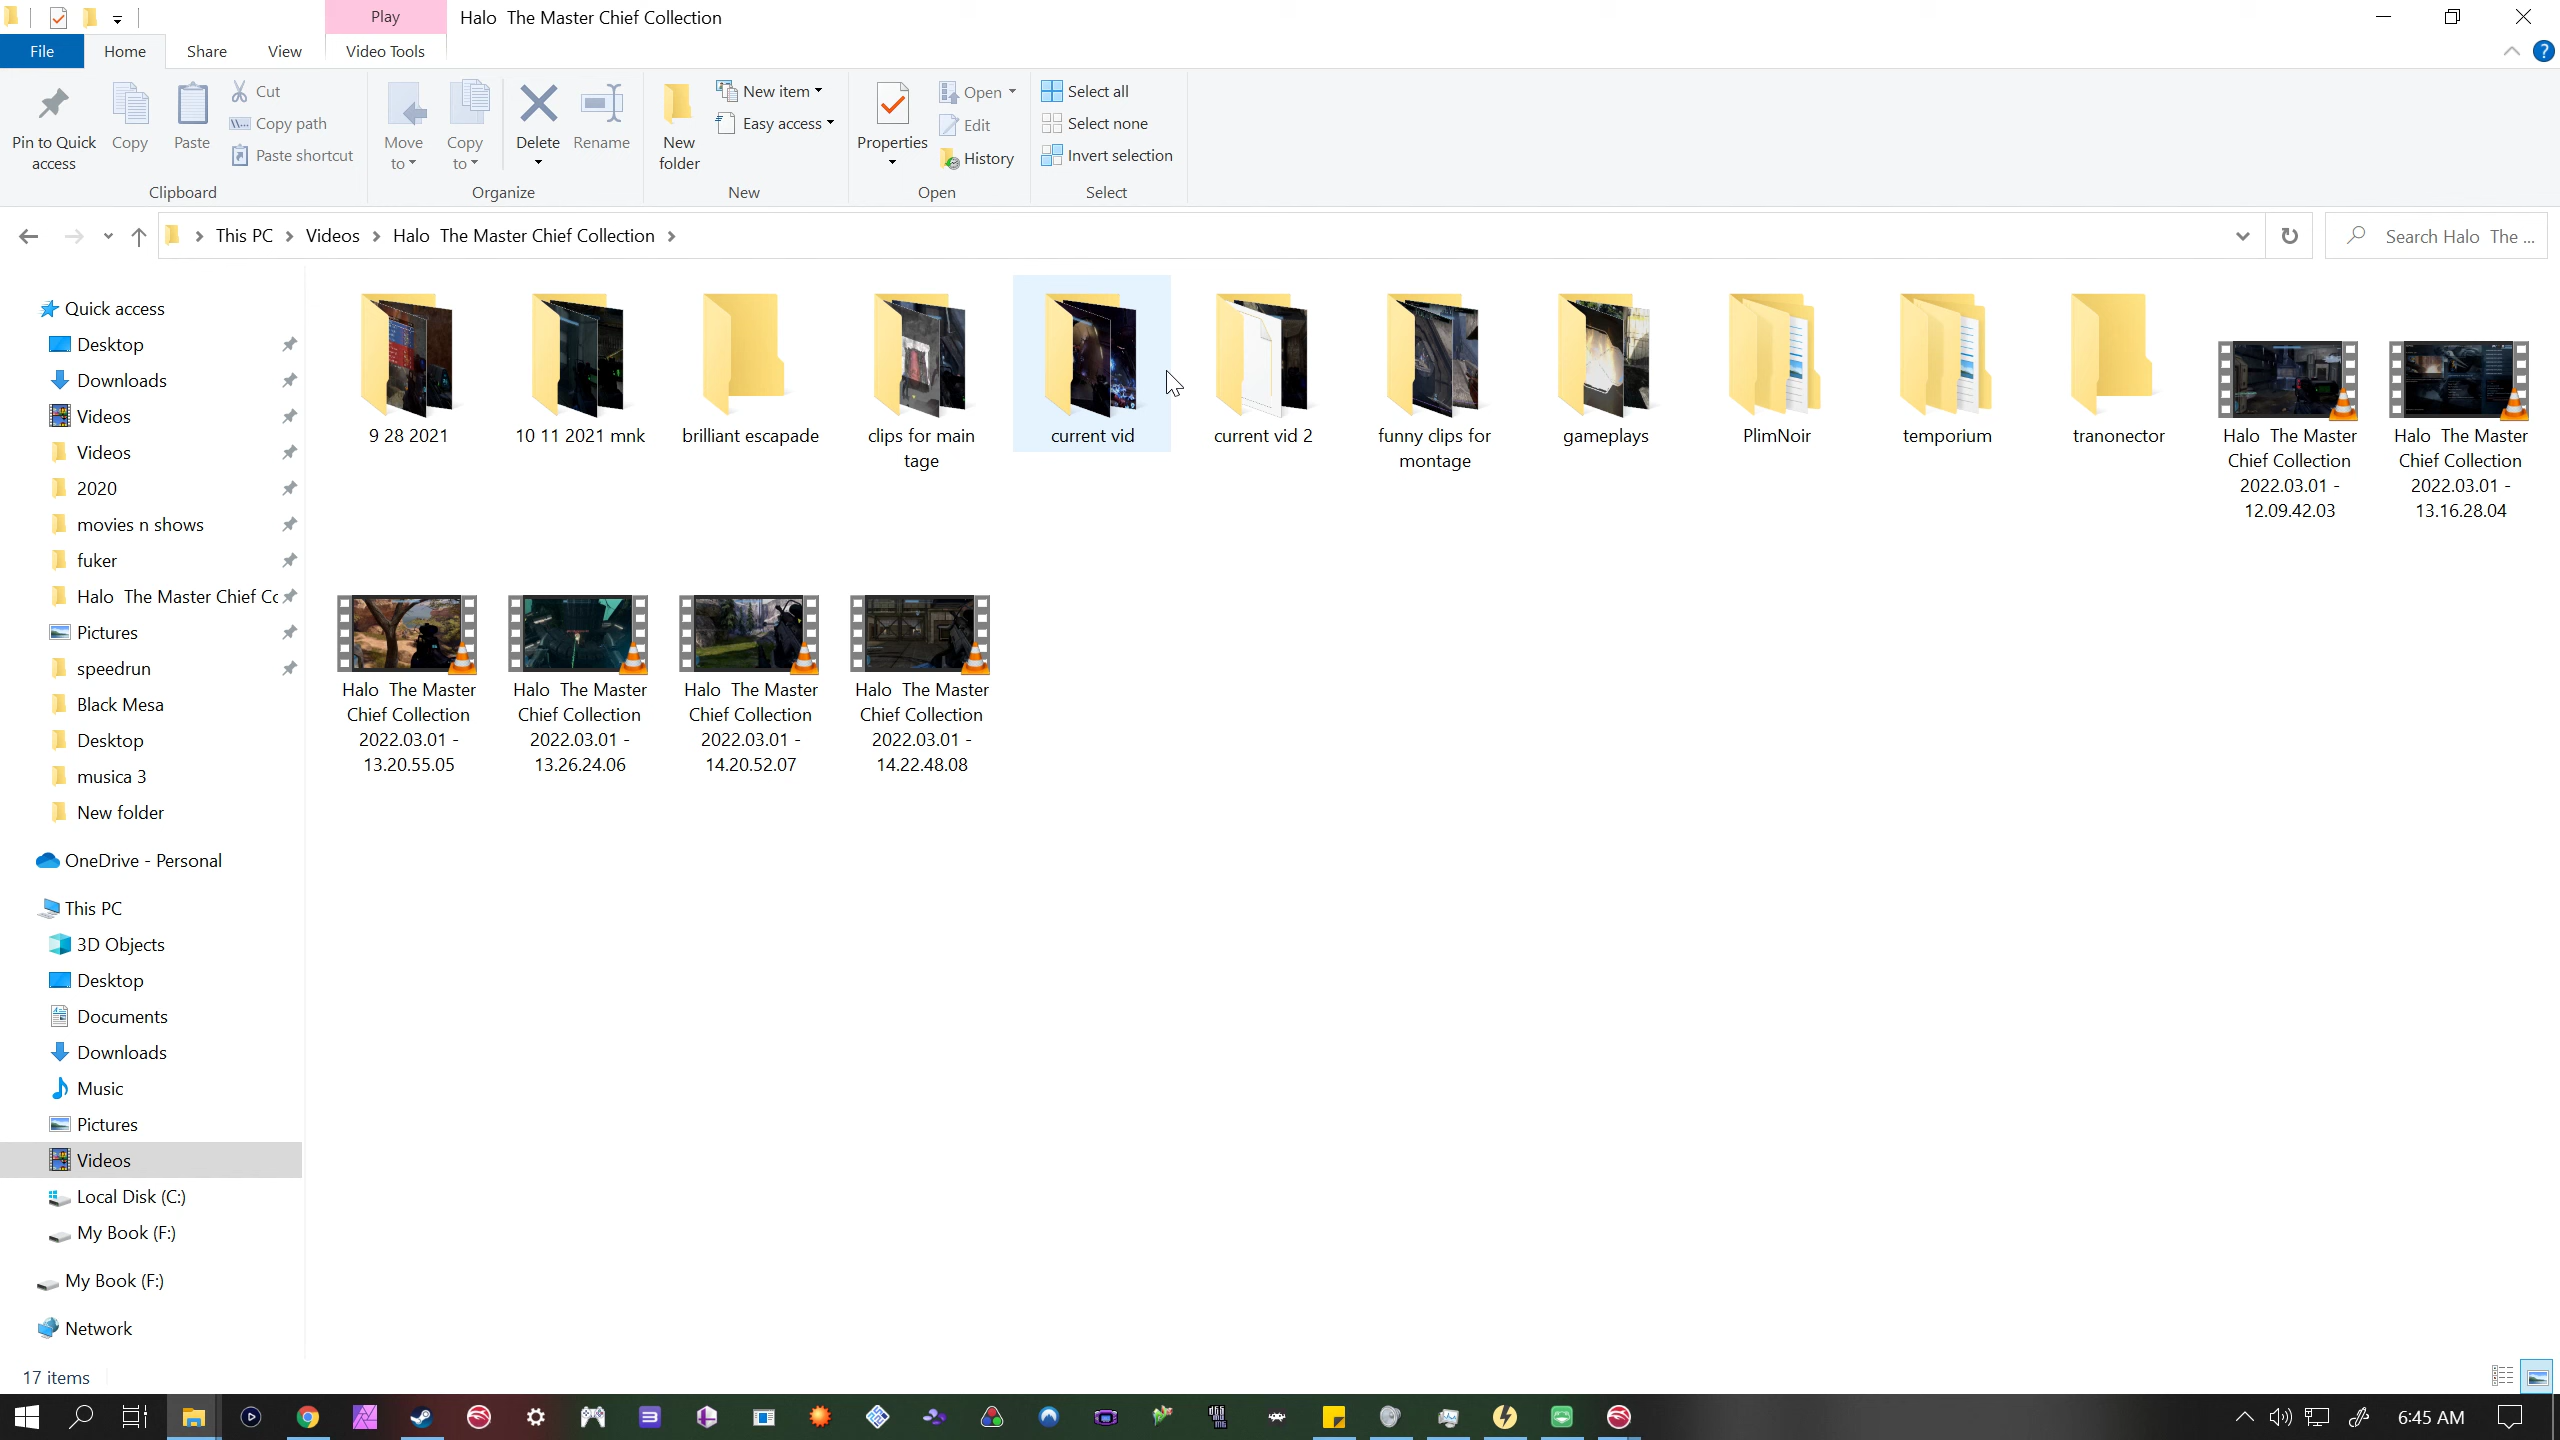 Play
Halo  The Master Chief Collection
File
Home
Share
View
Video Tools
Pin to Quick access
Copy
Paste
Cut
Copy path
Paste shortcut
Clipboard
Move to
Copy to
Delete
Rename
Organize
New folder
New item
Easy access
New
Properties
Open
Edit
History
Open
Select all
Select none
Invert selection
Select
This PC
Videos
Halo  The Master Chief Collection
Search Halo  The ...
Quick access
Desktop
Downloads
Videos
Videos
2020
movies n shows
fuker
Halo  The Master Chief Cc
Pictures
speedrun
Black Mesa
Desktop
musica 3
New folder
OneDrive - Personal
This PC
3D Objects
Desktop
Documents
Downloads
Music
Pictures
Videos
Local Disk (C:)
My Book (F:)
My Book (F:)
Network
9 28 2021
10 11 2021 mnk
brilliant escapade
clips for main
tage
current vid
current vid 2
funny clips for
montage
gameplays
PlimNoir
temporium
tranonector
Halo  The Master
Chief Collection
2022.03.01 -
12.09.42.03
Halo  The Master
Chief Collection
2022.03.01 -
13.16.28.04
Halo  The Master
Chief Collection
2022.03.01 -
13.20.55.05
Halo  The Master
Chief Collection
2022.03.01 -
13.26.24.06
Halo  The Master
Chief Collection
2022.03.01 -
14.20.52.07
Halo  The Master
Chief Collection
2022.03.01 -
14.22.48.08
17 items
6:45 AM